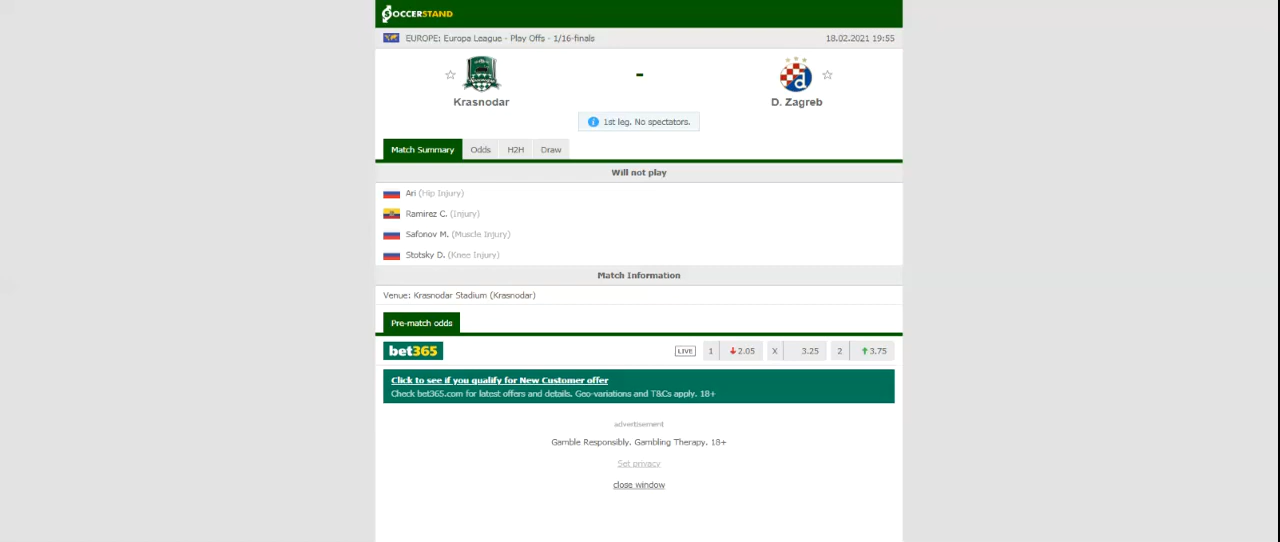 SOCCERSTAND
EUROPE: Europa League - Play Offs - 1/16-finals 18.02.2021 19:55
-
Krasnodar D. Zagreb
1st leg. No spectators.
Match Summary Odds H2H Draw
Will not play
Ari (Hip Injury)
Ramirez C. (Injury)
Safonov M. (Muscle Injury)
Stotsky D. (Knee Injury)
Match Information
Venue: Krasnodar Stadium (Krasnodar)
Pre-match odds
bet365 LIVE 1 2.05 X 3.25 2 3.75
Click to see if you qualify for New Customer offer
Check bet365.com for latest offers and details. Geo-variations and T&Cs apply. 18+
advertisement
Gamble Responsibly. Gambling Therapy. 18+
Set privacy
close window